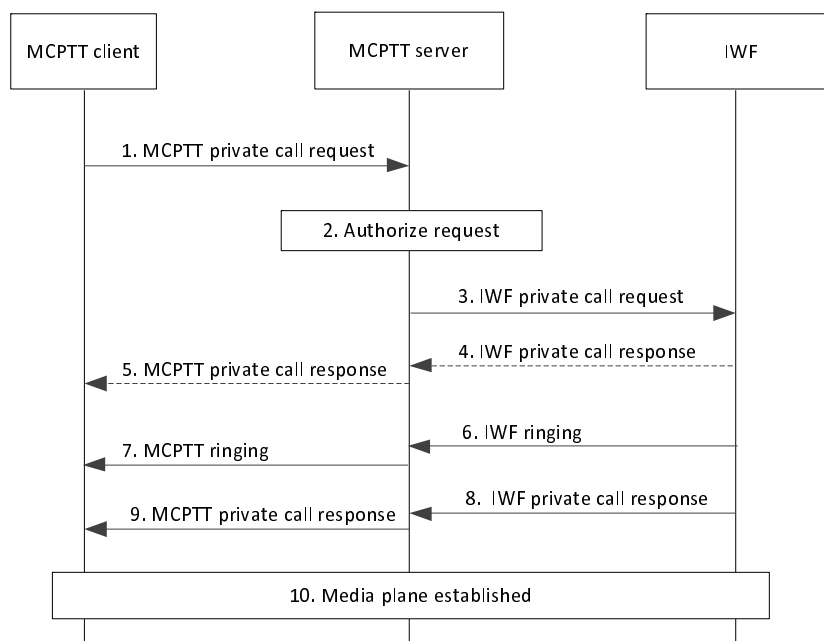 MCPTT client
MCPTT server
IWF
1. MCPTT private call request
2. Authorize request
3. IWF private call request
4. IWF private call response
5. MCPTT private call response
6. IWF ringing
7. MCPTT ringing
8. IWF private call response
9. MCPTT private call response
10. Media plane established